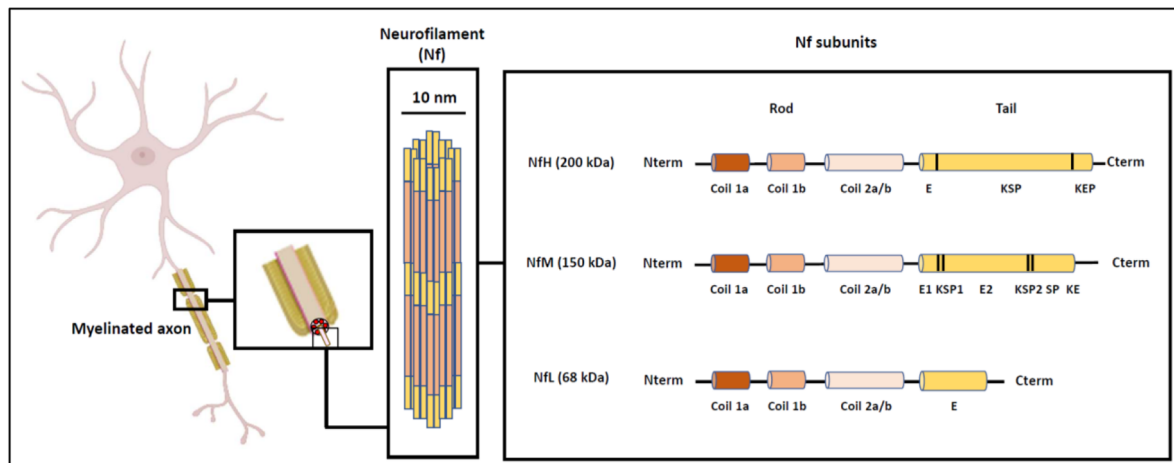 Neurofilament
(Nf)
10 nm
Myelinated axon
Nf subunits
Rod Tail
NfH (200 kDa) Nterm Cterm
Coil 1a Coil 1b Coil 2a/b E KSP KEP
NfM (150 kDa) Nterm Cterm
Coil 1a Coil 1b Coil 2a/b E1 KSP1 E2 KSP2 SP KE
NfL (68 kDa) Nterm Cterm
Coil 1a Coil 1b Coil 2a/b E